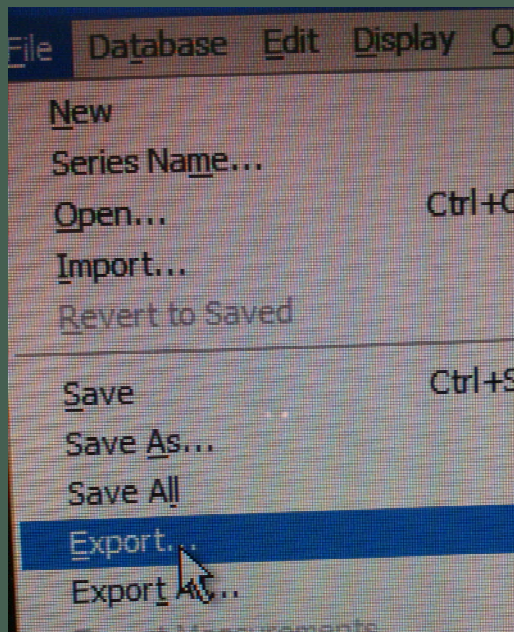 File Database Edit Display O
New
Series Name...
Open... Ctrl+O
Import...
Revert to Saved
Save Ctrl+S
Save As...
Save All
Export...
Export
Measurements